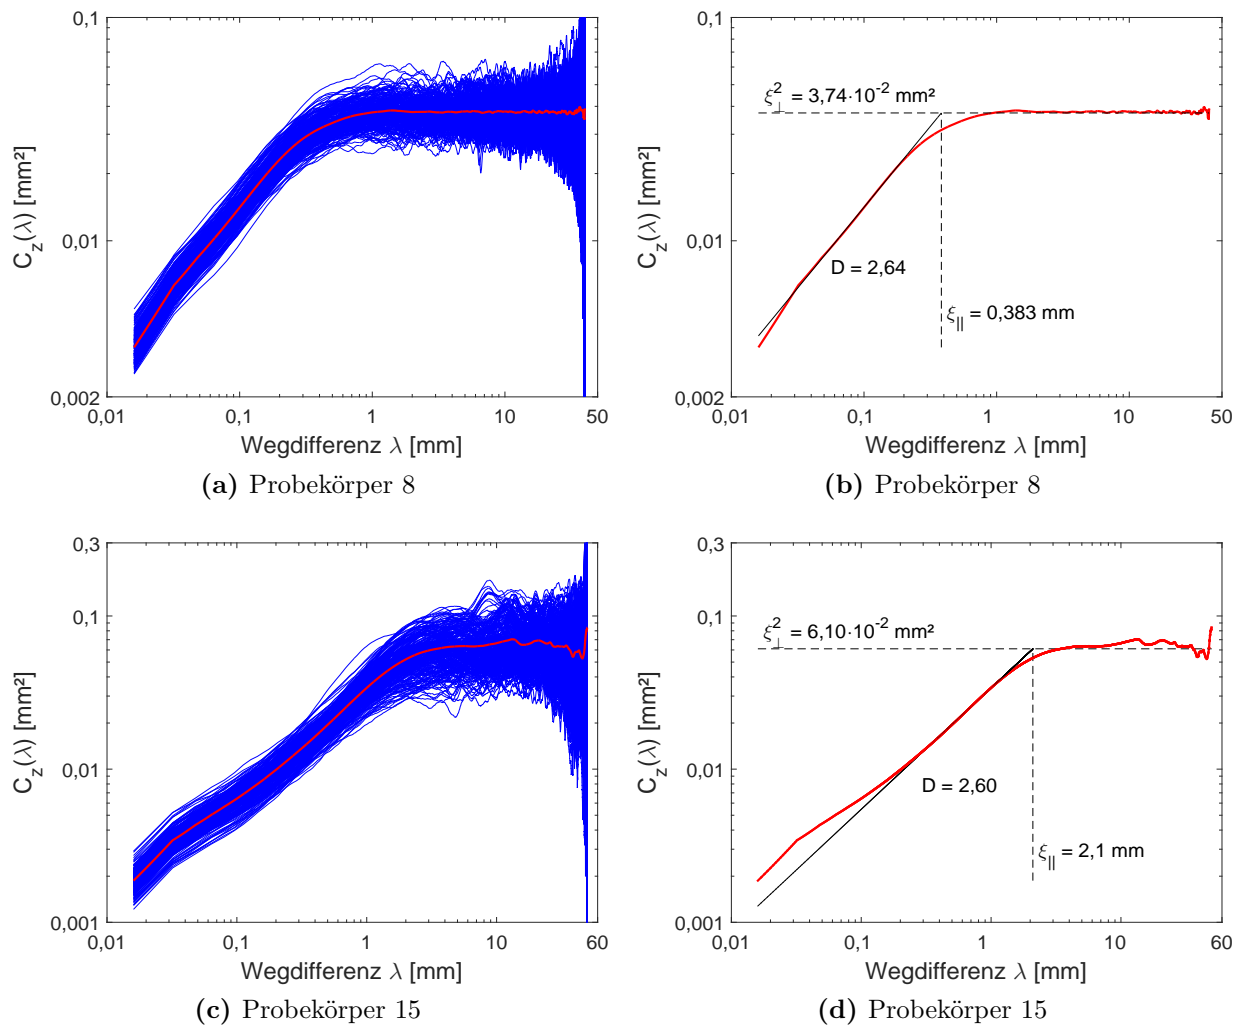 0,1
0,01
0,002
C_z(λ) [mm²]
0,01 0,1 1 10 50
Wegdifferenz λ [mm]
(a) Probekörper 8
0,1
0,01
0,002
C_z(λ) [mm²]
ξ²_⊥ = 3,74·10⁻² mm²
D = 2,64
ξ_|| = 0,383 mm
0,01 0,1 1 10 50
Wegdifferenz λ [mm]
(b) Probekörper 8
0,3
0,1
0,01
0,001
C_z(λ) [mm²]
0,01 0,1 1 10 60
Wegdifferenz λ [mm]
(c) Probekörper 15
0,3
0,1
0,01
0,001
C_z(λ) [mm²]
ξ²_⊥ = 6,10·10⁻² mm²
D = 2,60
ξ_|| = 2,1 mm
0,01 0,1 1 10 60
Wegdifferenz λ [mm]
(d) Probekörper 15